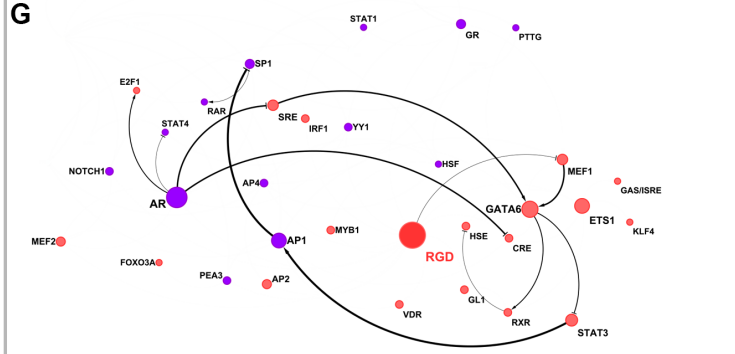 G
STAT1
GR
PTTG
SP1
E2F1
RAR
SRE
IRF1
STAT4
YY1
NOTCH1
HSF
MEF1
AP4
GAS/ISRE
AR
GATA6
ETS1
KLF4
MYB1
HSE
CRE
MEF2
AP1
RGD
FOXO3A
PEA3
AP2
GL1
VDR
RXR
STAT3